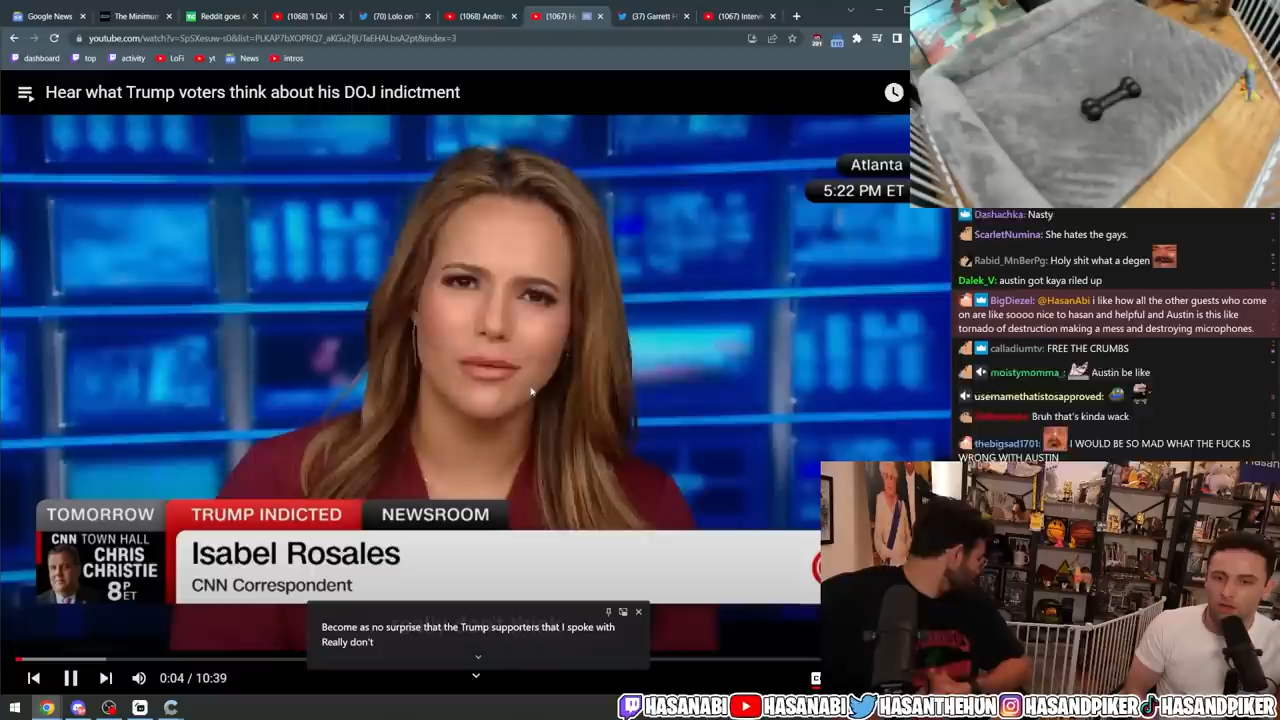 Google News
The Minimum
Reddit goes
(1068) 'I Did
(70) Lolo on
(1068) Andre
(1067) H
(37) Garrett H
(1067) Interv
youtube.com/watch?v=SpSXesuw-s0&list=PLKAP7bXOPRQ7_aKGu2fjUTaEHALbsA2pt&index=3
dashboard
top
activity
LoFi
yt
News
intros
Hear what Trump voters think about his DOJ indictment
Atlanta
5:22 PM ET
TOMORROW
TRUMP INDICTED
NEWSROOM
CNN TOWN HALL
CHRIS
CHRISTIE
8P
ET
Isabel Rosales
CNN Correspondent
Become as no surprise that the Trump supporters that I spoke with
Really don't
0:04 / 10:39
Dashachka: Nasty
ScarletNumina: She hates the gays.
Rabid_MnBerPg: Holy shit what a degen
Dalek_V: austin got kaya riled up
BigDiezel: @HasanAbi i like how all the other guests who come
on are like soooo nice to hasan and helpful and Austin is this like
tornado of destruction making a mess and destroying microphones.
calladiumtv: FREE THE CRUMBS
moistymomma_: Austin be like
usernamethatistosapproved:
Bruh that's kinda wack
thebigsad1701: I WOULD BE SO MAD WHAT THE FUCK IS
WRONG WITH AUSTIN
HASANABI HASANABI HASANTHEHUN HASANDPIKER HASANDPIKER